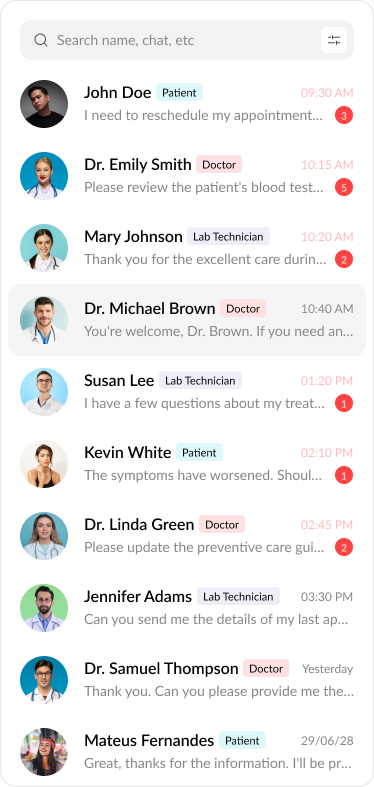 Search name, chat, etc
John Doe Patient 09:30 AM
I need to reschedule my appointment... 3
Dr. Emily Smith Doctor 10:15 AM
Please review the patient's blood test... 5
Mary Johnson Lab Technician 10:20 AM
Thank you for the excellent care durin... 2
Dr. Michael Brown Doctor 10:40 AM
You're welcome, Dr. Brown. If you need an...
Susan Lee Lab Technician 01:20 PM
I have a few questions about my treat... 1
Kevin White Patient 02:10 PM
The symptoms have worsened. Shoul... 1
Dr. Linda Green Doctor 02:45 PM
Please update the preventive care gui... 2
Jennifer Adams Lab Technician 03:30 PM
Can you send me the details of my last ap...
Dr. Samuel Thompson Doctor Yesterday
Thank you. Can you please provide me the...
Mateus Fernandes Patient 29/06/28
Great, thanks for the information. I'll be pr...